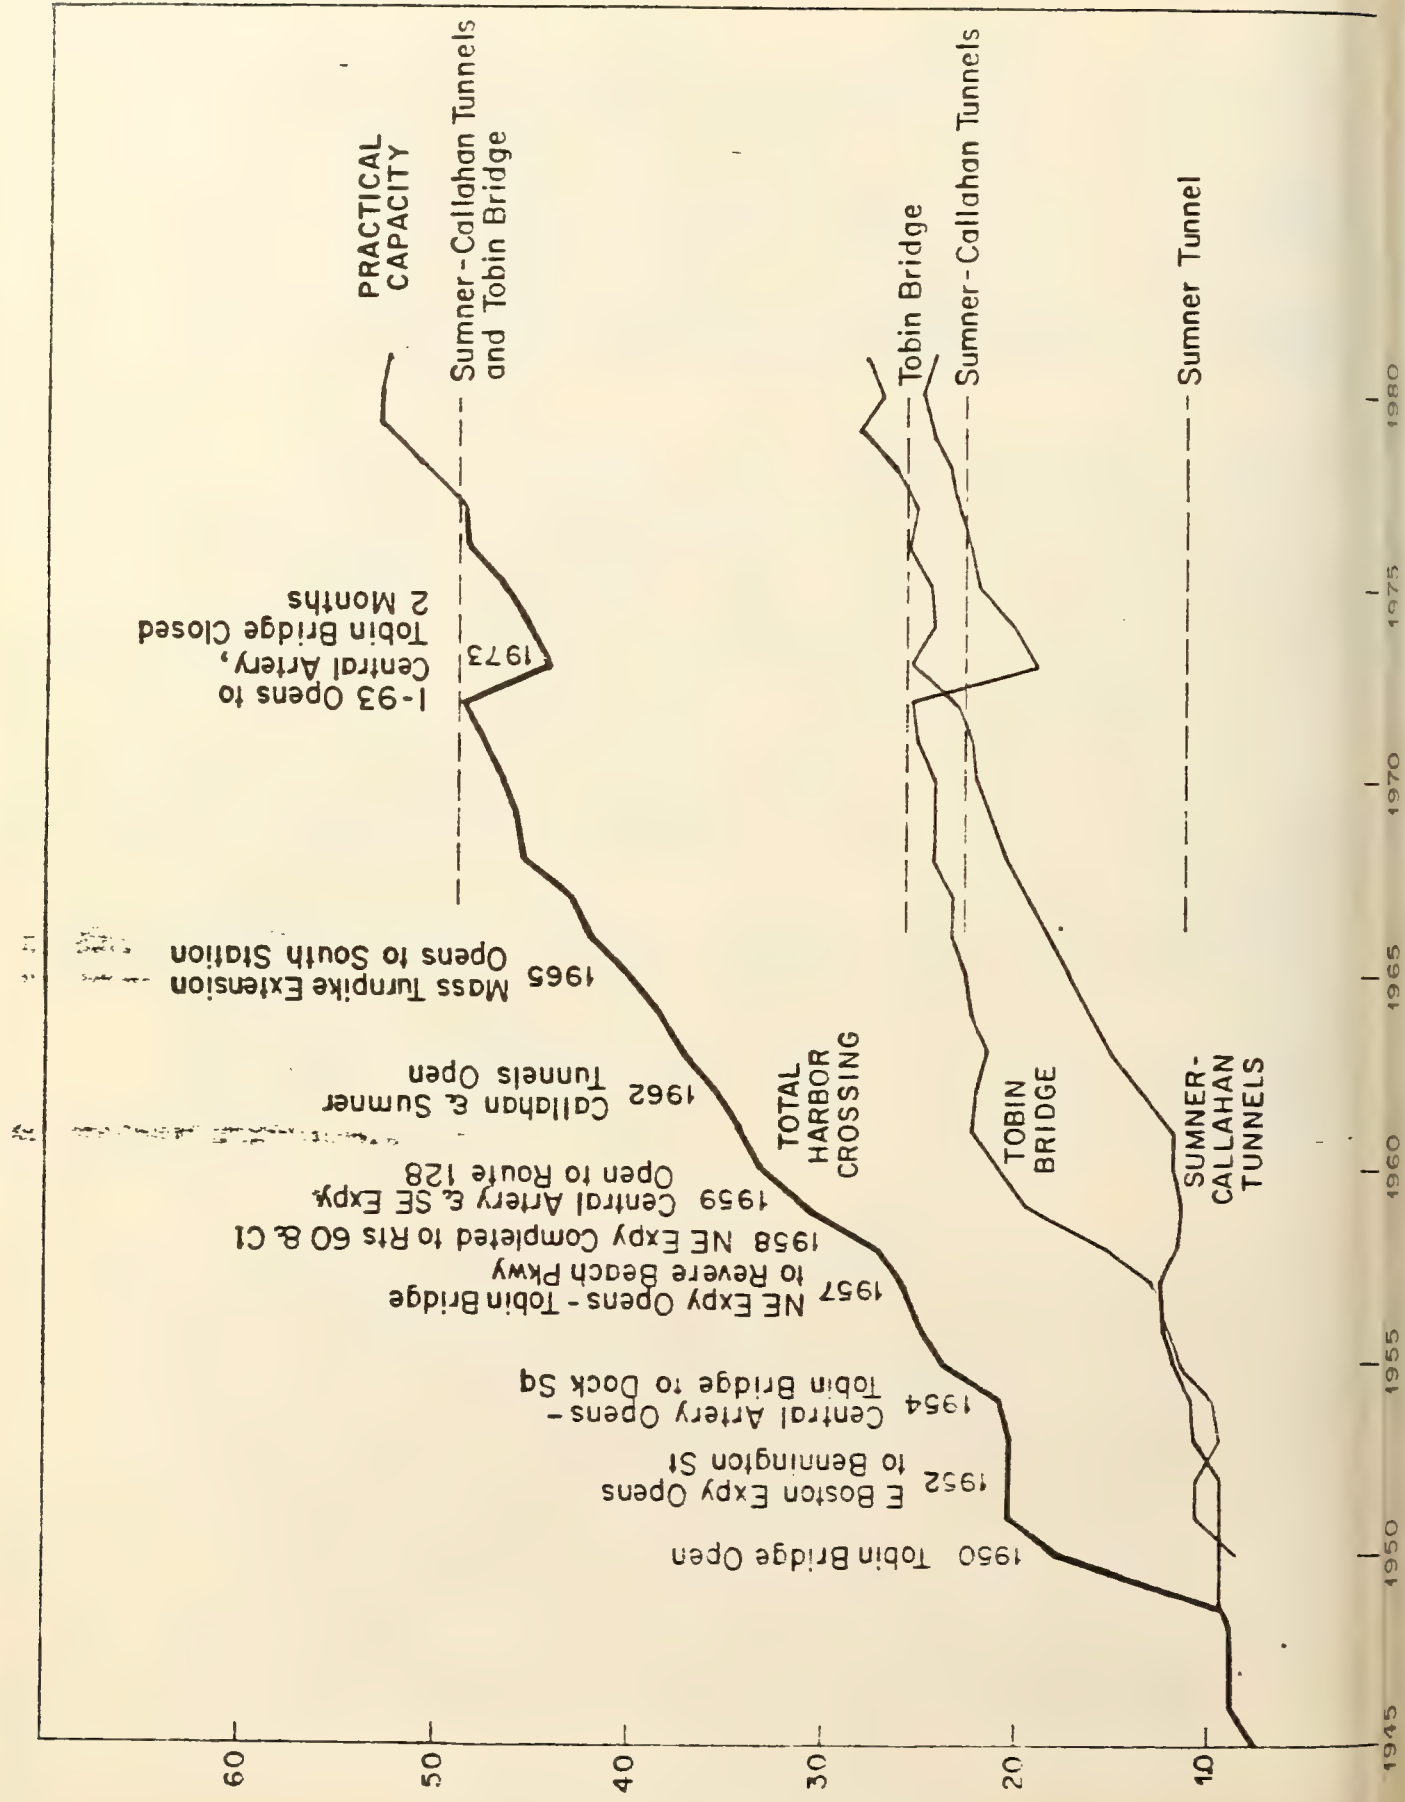 PRACTICAL
CAPACITY
Sumner-Callahan Tunnels
and Tobin Bridge
Tobin Bridge
Sumner-Callahan Tunnels
Sumner Tunnel
1950 Tobin Bridge Open
1952 E Boston Expy Opens
to Bennington St
1954 Central Artery Opens -
Tobin Bridge to Dock Sq
1957 NE Expy Opens - Tobin Bridge
to Revere Beach Pkwy
1958 NE Expy Completed to Rts 60 & C1
1959 Central Artery & SE Expy.
Open to Route 128
1962 Callahan & Sumner
Tunnels Open
1965 Mass Turnpike Extension
Opens to South Station
1973
I-93 Opens to
Central Artery,
Tobin Bridge Closed
2 Months
TOTAL
HARBOR
CROSSING
TOBIN
BRIDGE
SUMNER-
CALLAHAN
TUNNELS
60
50
40
30
20
10
1945
1950
1955
1960
1965
1970
1975
1980